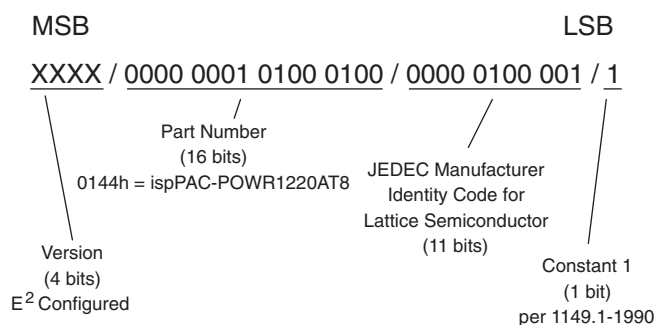 MSB LSB
XXXX / 0000 0001 0100 0100 / 0000 0100 001 / 1
Part Number
(16 bits)
0144h = ispPAC-POWR1220AT8
JEDEC Manufacturer
Identity Code for
Lattice Semiconductor
(11 bits)
Version
(4 bits)
E2 Configured
Constant 1
(1 bit)
per 1149.1-1990